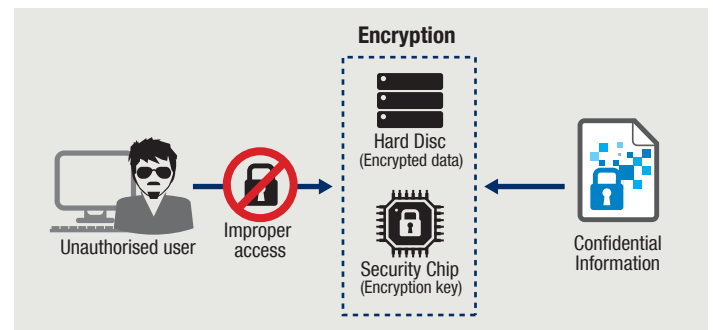 Encryption
Hard Disc
(Encrypted data)
Unauthorised user
Improper
access
Security Chip
(Encryption key)
Confidential
Information